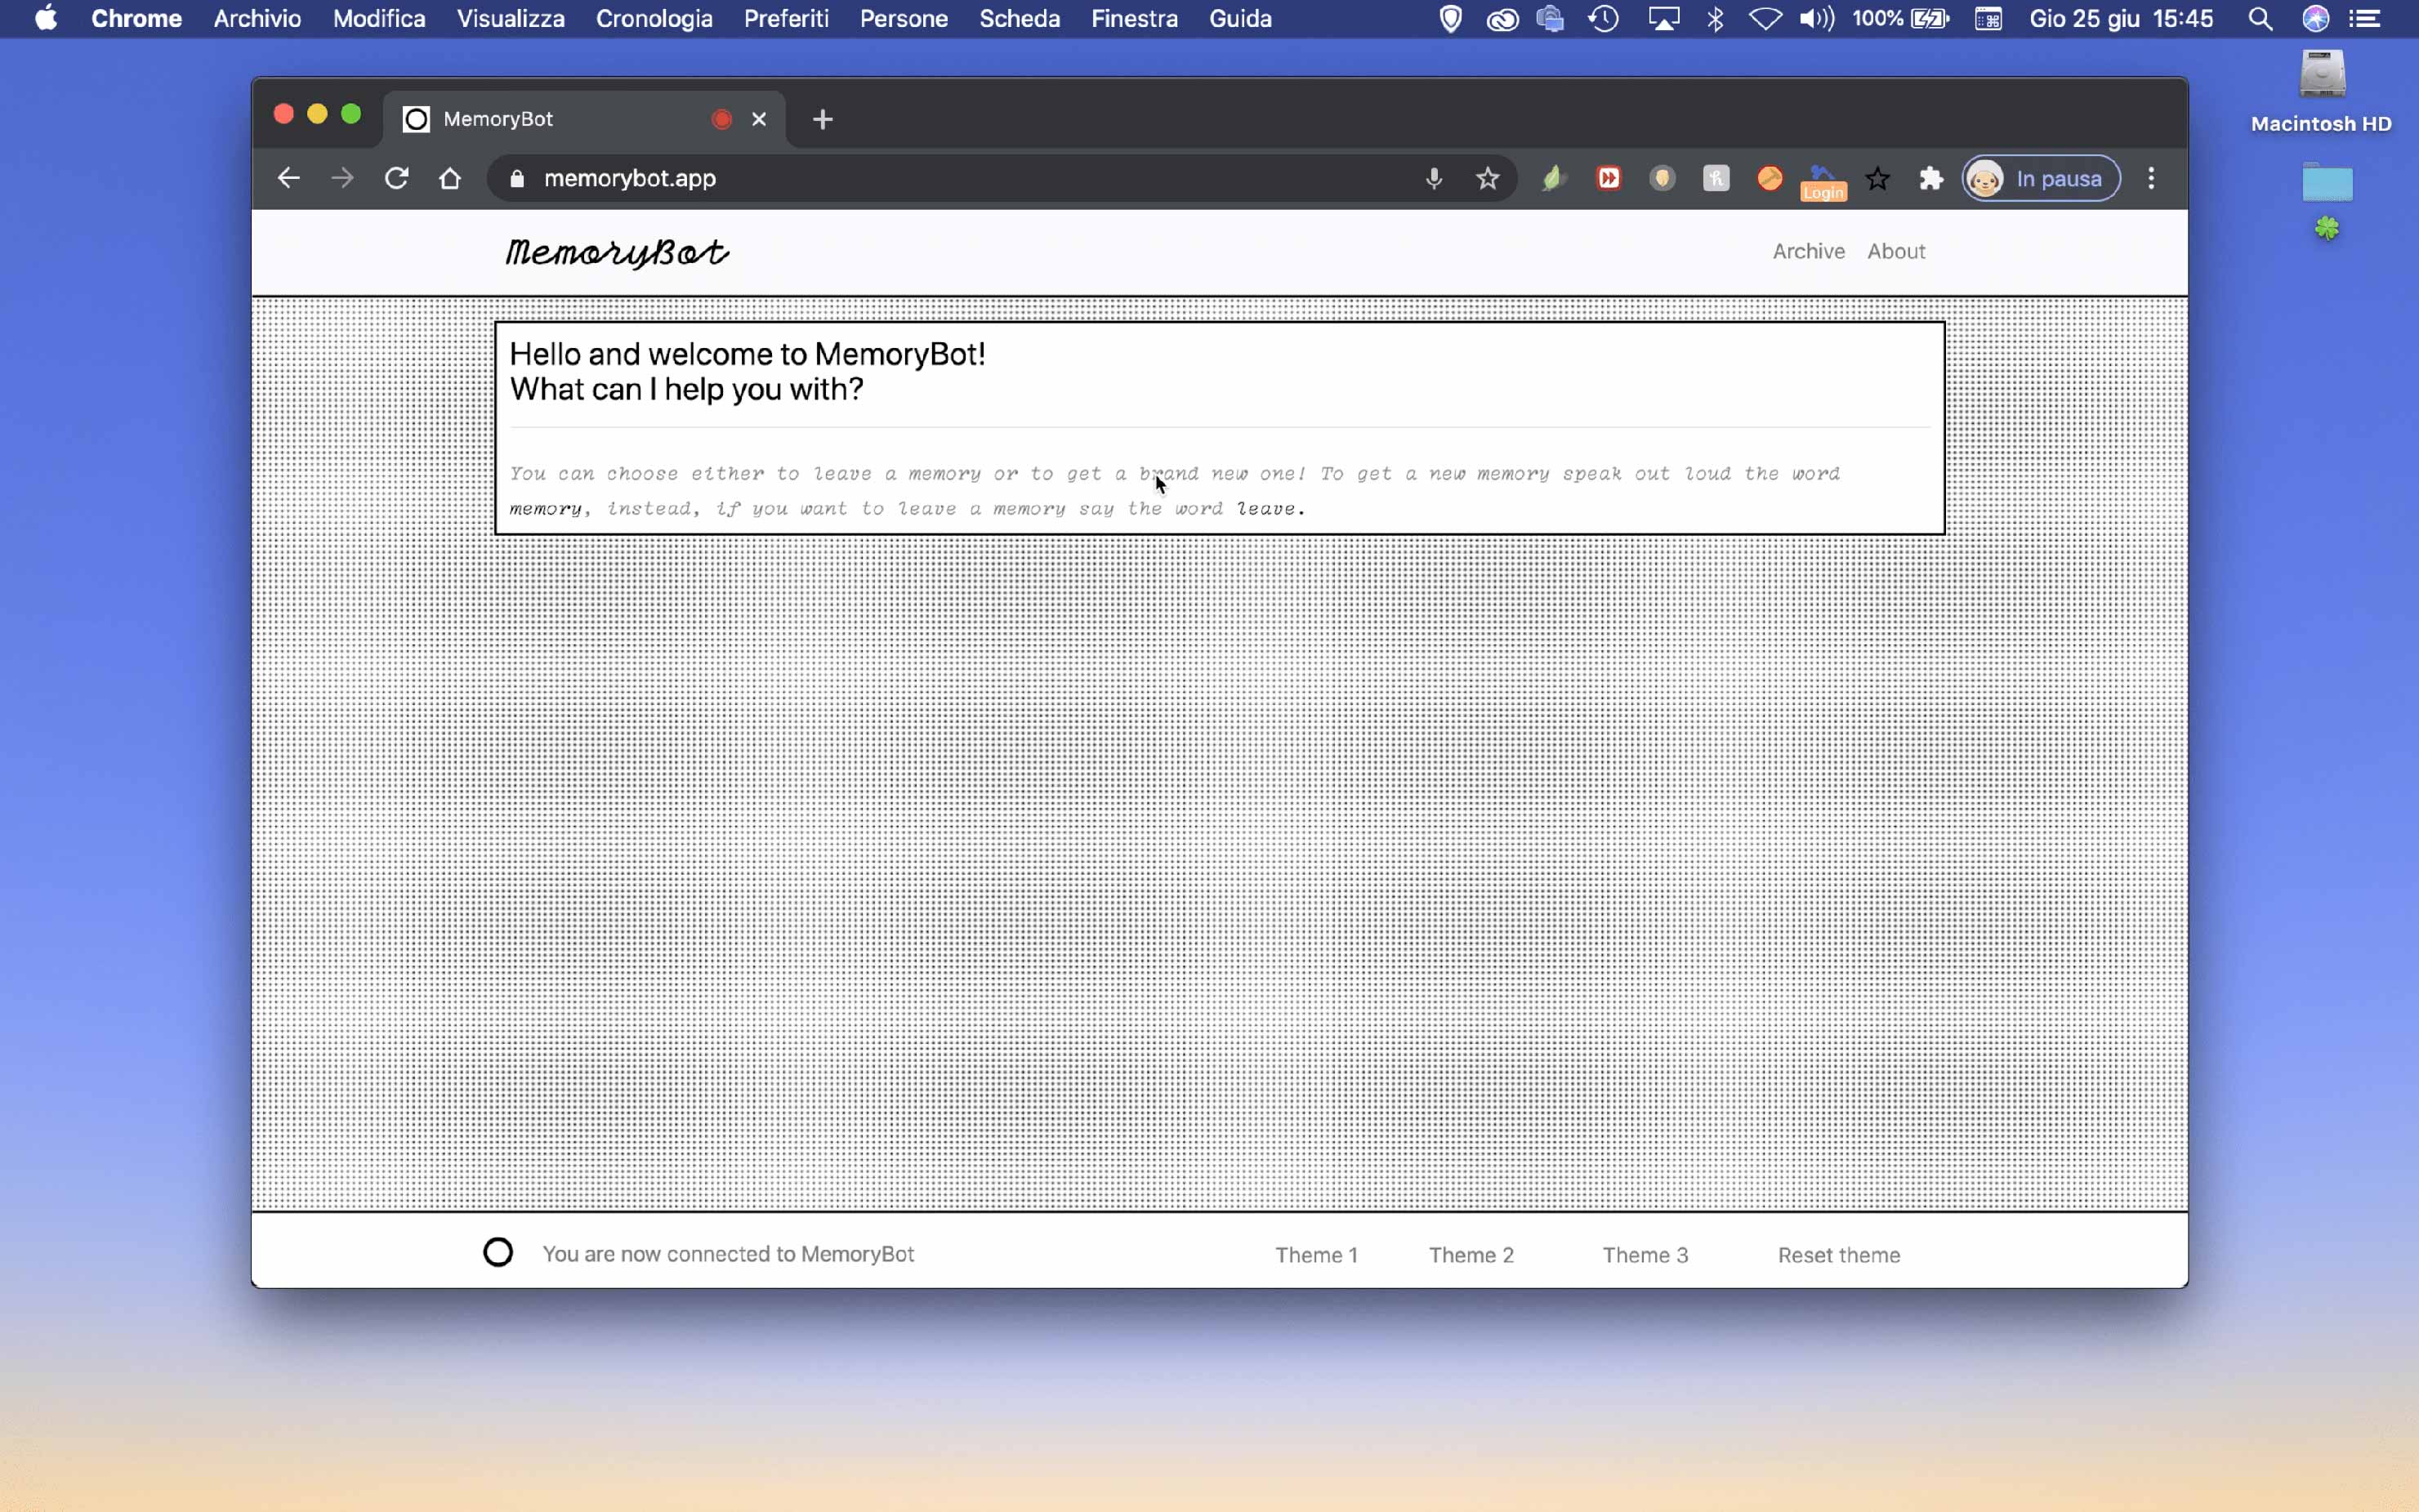 Chrome Archivio Modifica Visualizza Cronologia Preferiti Persone Scheda Finestra Guida 100% Gio 25 giu 15:45
Macintosh HD
MemoryBot
memorybot.app Login In pausa
MemoryBot Archive About
Hello and welcome to MemoryBot!
What can I help you with?
You can choose either to leave a memory or to get a brand new one! To get a new memory speak out loud the word
memory, instead, if you want to leave a memory say the word leave.
You are now connected to MemoryBot Theme 1 Theme 2 Theme 3 Reset theme